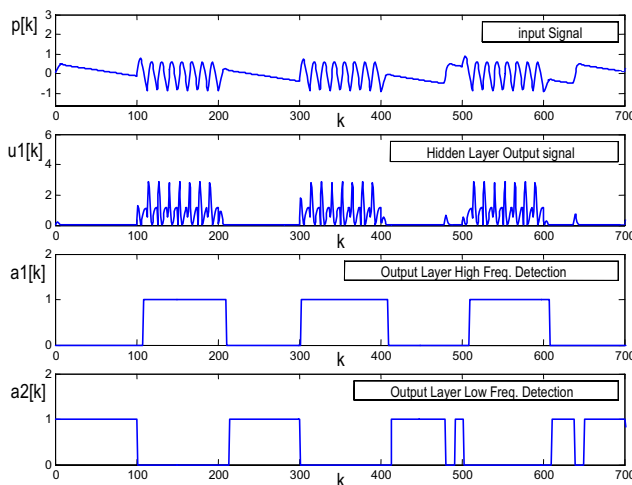 p[k]
3
2
1
0
-1
input Signal
0 100 200 300 400 500 600 700
k
u1[k]
6
4
2
0
Hidden Layer Output signal
0 100 200 300 400 500 600 700
k
a1[k]
2
1
0
Output Layer High Freq. Detection
0 100 200 300 400 500 600 700
k
a2[k]
2
1
0
Output Layer Low Freq. Detection
0 100 200 300 400 500 600 700
k